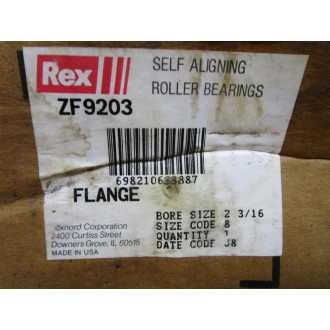 Rex
SELF ALIGNING
ROLLER BEARINGS
ZF9203
FLANGE
BORE SIZE 2 3/16
SIZE CODE 8
QUANTITY 1
DATE CODE J8
Rexnord Corporation
2400 Curtiss Street
Downers Grove, IL 60515
MADE IN USA